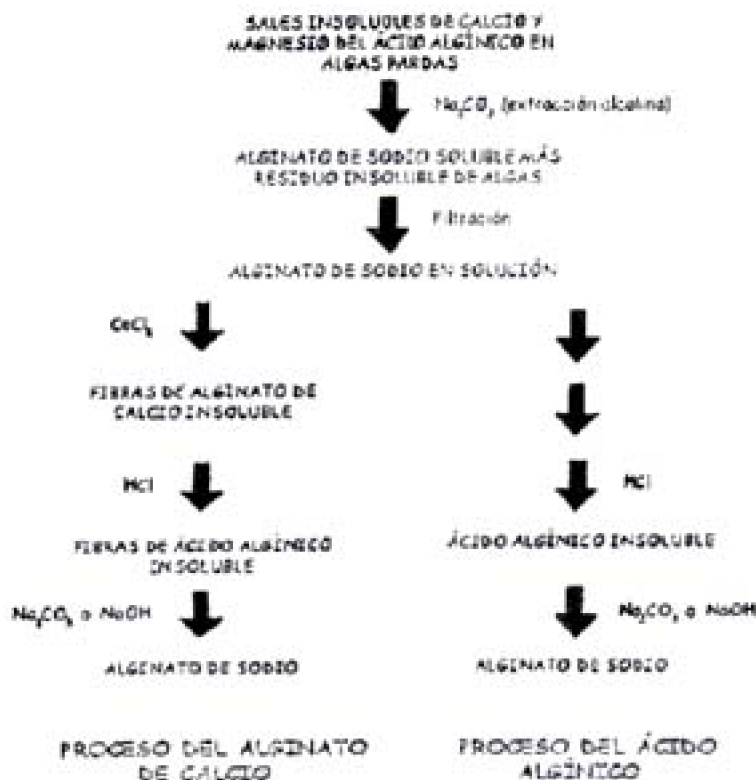 SALES INSOLUBLES DE CALCIO Y
MAGNESIO DEL ÁCIDO ALGÍNICO EN
ALGAS PARDAS
Na₂CO₃ (extracción alcalina)
ALGINATO DE SODIO SOLUBLE MÁS
RESIDUO INSOLUBLE DE ALGAS
Filtración
ALGINATO DE SODIO EN SOLUCIÓN
CaCl₂
FIBRAS DE ALGINATO DE
CALCIO INSOLUBLE
HCl
HCl
FIBRAS DE ÁCIDO ALGÍNICO
INSOLUBLE
ÁCIDO ALGÍNICO INSOLUBLE
Na₂CO₃ o NaOH
Na₂CO₃ o NaOH
ALGINATO DE SODIO
ALGINATO DE SODIO
PROCESO DEL ALGINATO
DE CALCIO
PROCESO DEL ÁCIDO
ALGÍNICO